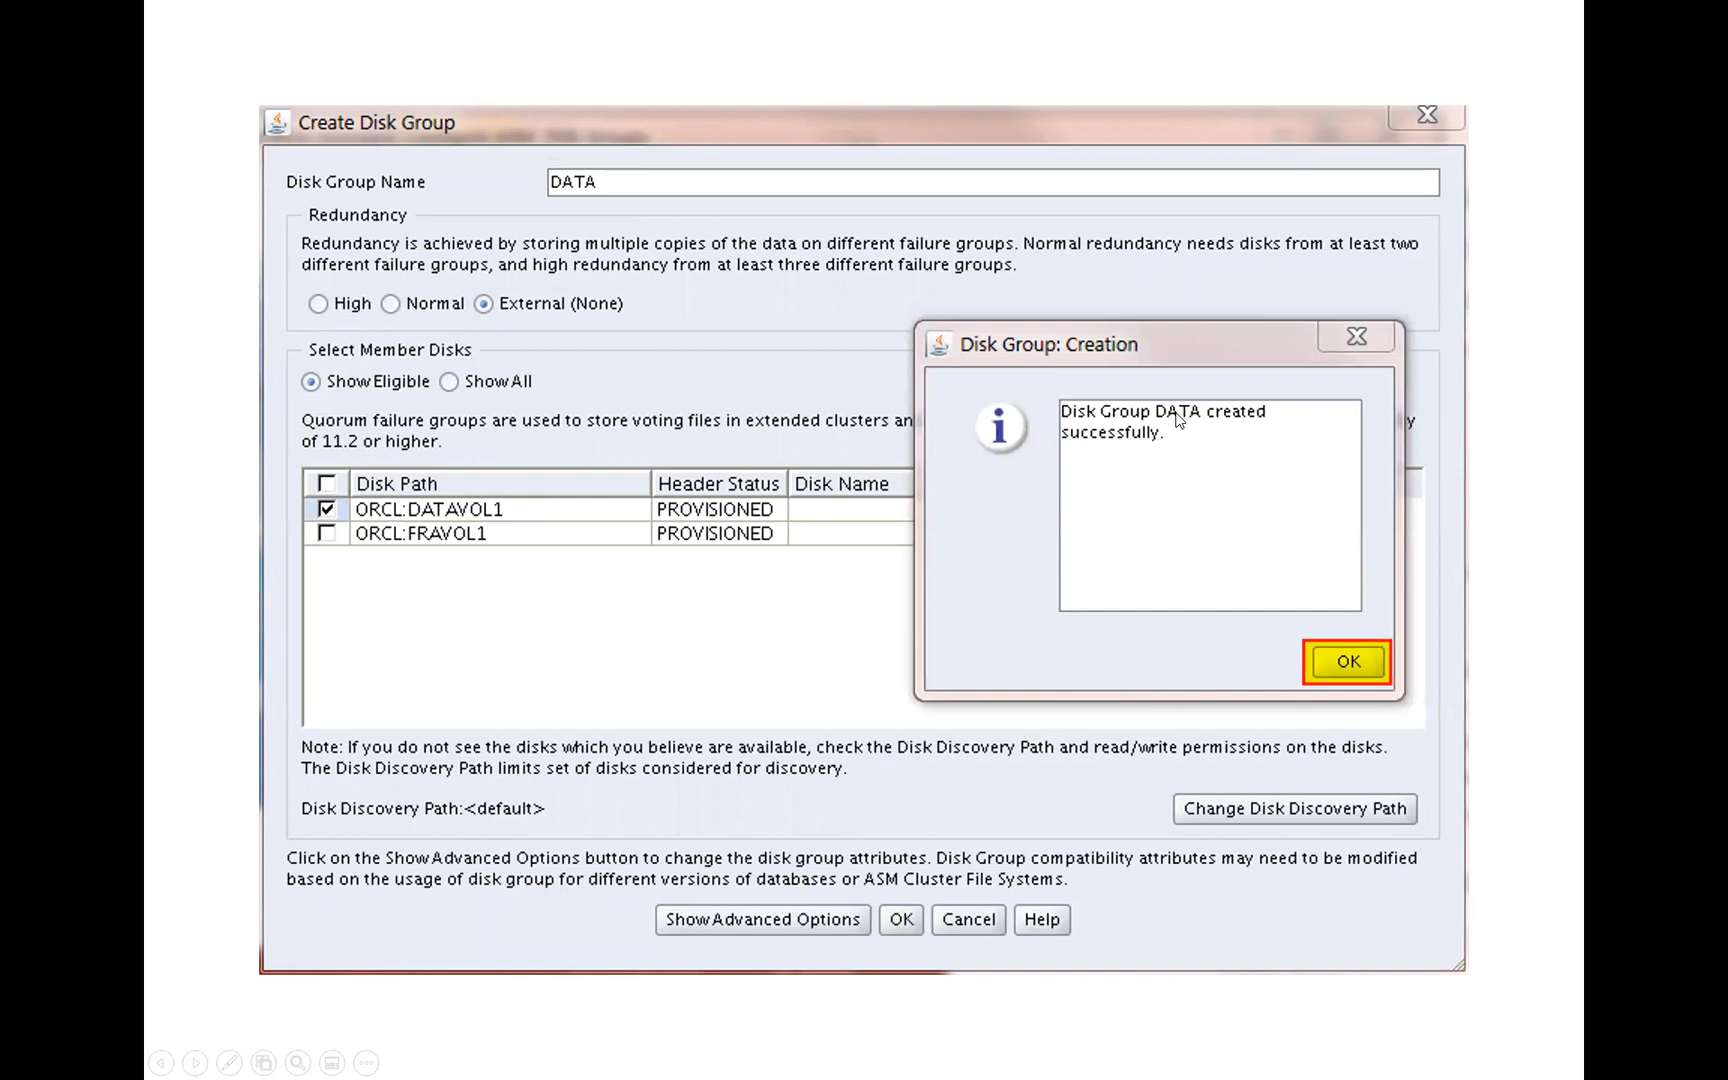 Create Disk Group
Disk Group Name
DATA
Redundancy
Redundancy is achieved by storing multiple copies of the data on different failure groups. Normal redundancy needs disks from at least two
different failure groups, and high redundancy from at least three different failure groups.
High Normal External (None)
Select Member Disks
Show Eligible Show All
Quorum failure groups are used to store voting files in extended clusters an
y
of 11.2 or higher.
Disk Path Header Status Disk Name
ORCL:DATAVOL1 PROVISIONED
ORCL:FRAVOL1 PROVISIONED
Disk Group: Creation
Disk Group DATA created
successfully.
OK
Note: If you do not see the disks which you believe are available, check the Disk Discovery Path and read/write permissions on the disks.
The Disk Discovery Path limits set of disks considered for discovery.
Disk Discovery Path:<default>
Change Disk Discovery Path
Click on the Show Advanced Options button to change the disk group attributes. Disk Group compatibility attributes may need to be modified
based on the usage of disk group for different versions of databases or ASM Cluster File Systems.
Show Advanced Options OK Cancel Help